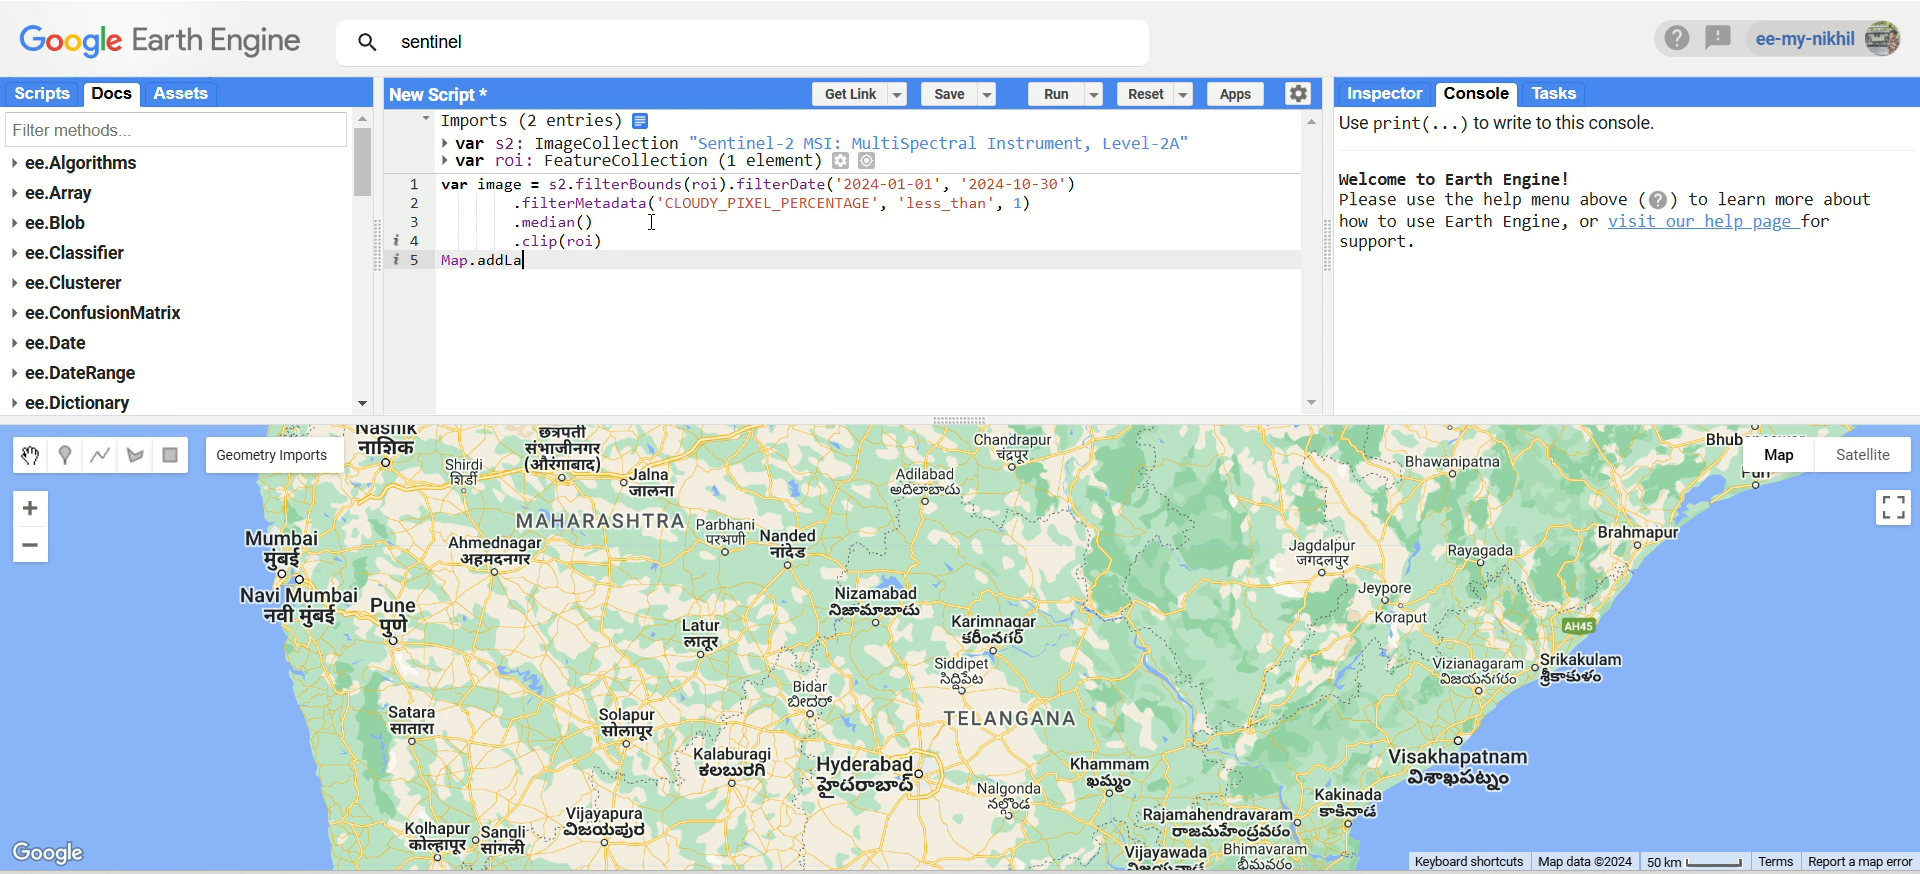 Google Earth Engine
sentinel
ee-my-nikhil
Scripts Docs Assets
Filter methods...
ee.Algorithms
ee.Array
ee.Blob
ee.Classifier
ee.Clusterer
ee.ConfusionMatrix
ee.Date
ee.DateRange
ee.Dictionary
New Script *
Get Link Save Run Reset Apps
Imports (2 entries)
var s2: ImageCollection "Sentinel-2 MSI: MultiSpectral Instrument, Level-2A"
var roi: FeatureCollection (1 element)
1 var image = s2.filterBounds(roi).filterDate('2024-01-01', '2024-10-30')
2 .filterMetadata('CLOUDY_PIXEL_PERCENTAGE', 'less_than', 1)
3 .median()
i 4 .clip(roi)
i 5 Map.addLa
Inspector Console Tasks
Use print(...) to write to this console.
Welcome to Earth Engine!
Please use the help menu above (?) to learn more about
how to use Earth Engine, or visit our help page for
support.
Geometry Imports
Map Satellite
+
−
Nashik
नाशिक
छत्रपती
संभाजीनगर
(औरंगाबाद)
Shirdi
शिर्डी
Jalna
जालना
Chandrapur
चंद्रपूर
Adilabad
ఆదిలాబాదు
Bhawanipatna
MAHARASHTRA
Parbhani
परभणी
Nanded
नांदेड
Mumbai
मुंबई
Ahmednagar
अहमदनगर
Jagdalpur
जगदलपुर
Rayagada
Brahmapur
Navi Mumbai
नवी मुंबई
Pune
पुणे
Nizamabad
నిజామాబాదు
Jeypore
Koraput
Latur
लातूर
Karimnagar
కరీంనగర్
AH45
Siddipet
సిద్దిపేట
Vizianagaram
విజయనగరం
Srikakulam
శ్రీకాకుళం
Bidar
ಬೀದರ್
Satara
सातारा
Solapur
सोलापूर
TELANGANA
Kalaburagi
ಕಲಬುರಗಿ
Hyderabad
హైదరాబాద్
Khammam
ఖమ్మం
Visakhapatnam
విశాఖపట్నం
Nalgonda
నల్గొండ
Kakinada
కాకినాడ
Vijayapura
ವಿಜಯಪುರ
Rajamahendravaram
రాజమహేంద్రవరం
Kolhapur
कोल्हापूर
Sangli
सांगली
Vijayawada
Bhimavaram
భీమవరం
Google
Keyboard shortcuts Map data ©2024 50 km Terms Report a map error